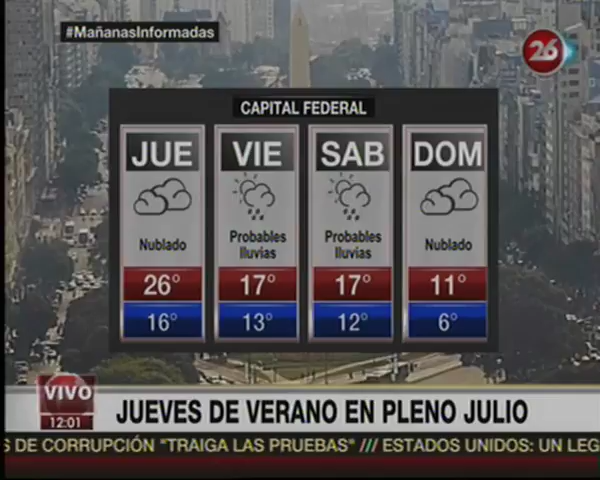 #MañanasInformadas
26
CAPITAL FEDERAL
JUE
Nublado
26°
16°
VIE
Probables
lluvias
17°
13°
SAB
Probables
lluvias
17°
12°
DOM
Nublado
11°
6°
VIVO
12:01
JUEVES DE VERANO EN PLENO JULIO
S DE CORRUPCIÓN "TRAIGA LAS PRUEBAS" /// ESTADOS UNIDOS: UN LEG